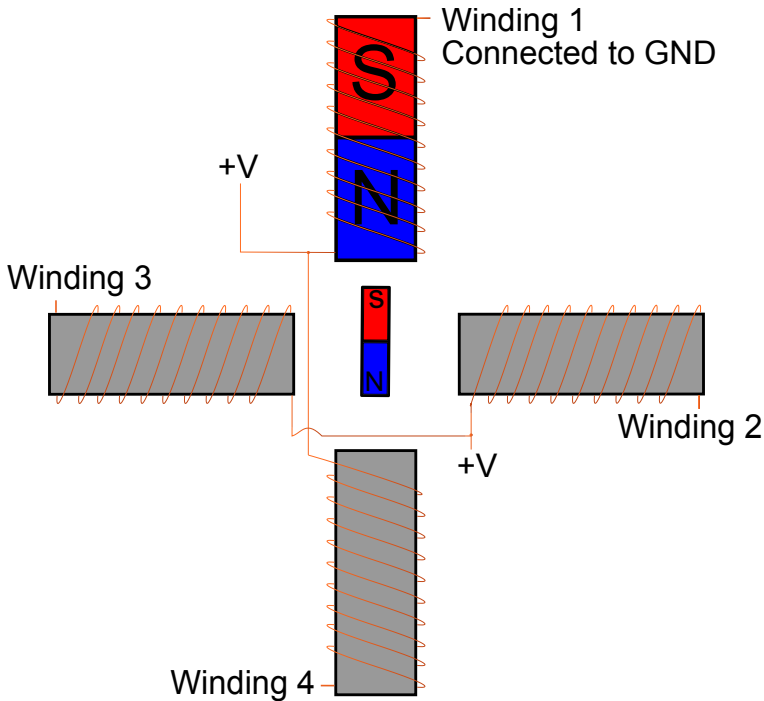 Winding 1
Connected to GND
S
N
+V
Winding 3
S
N
Winding 2
+V
Winding 4